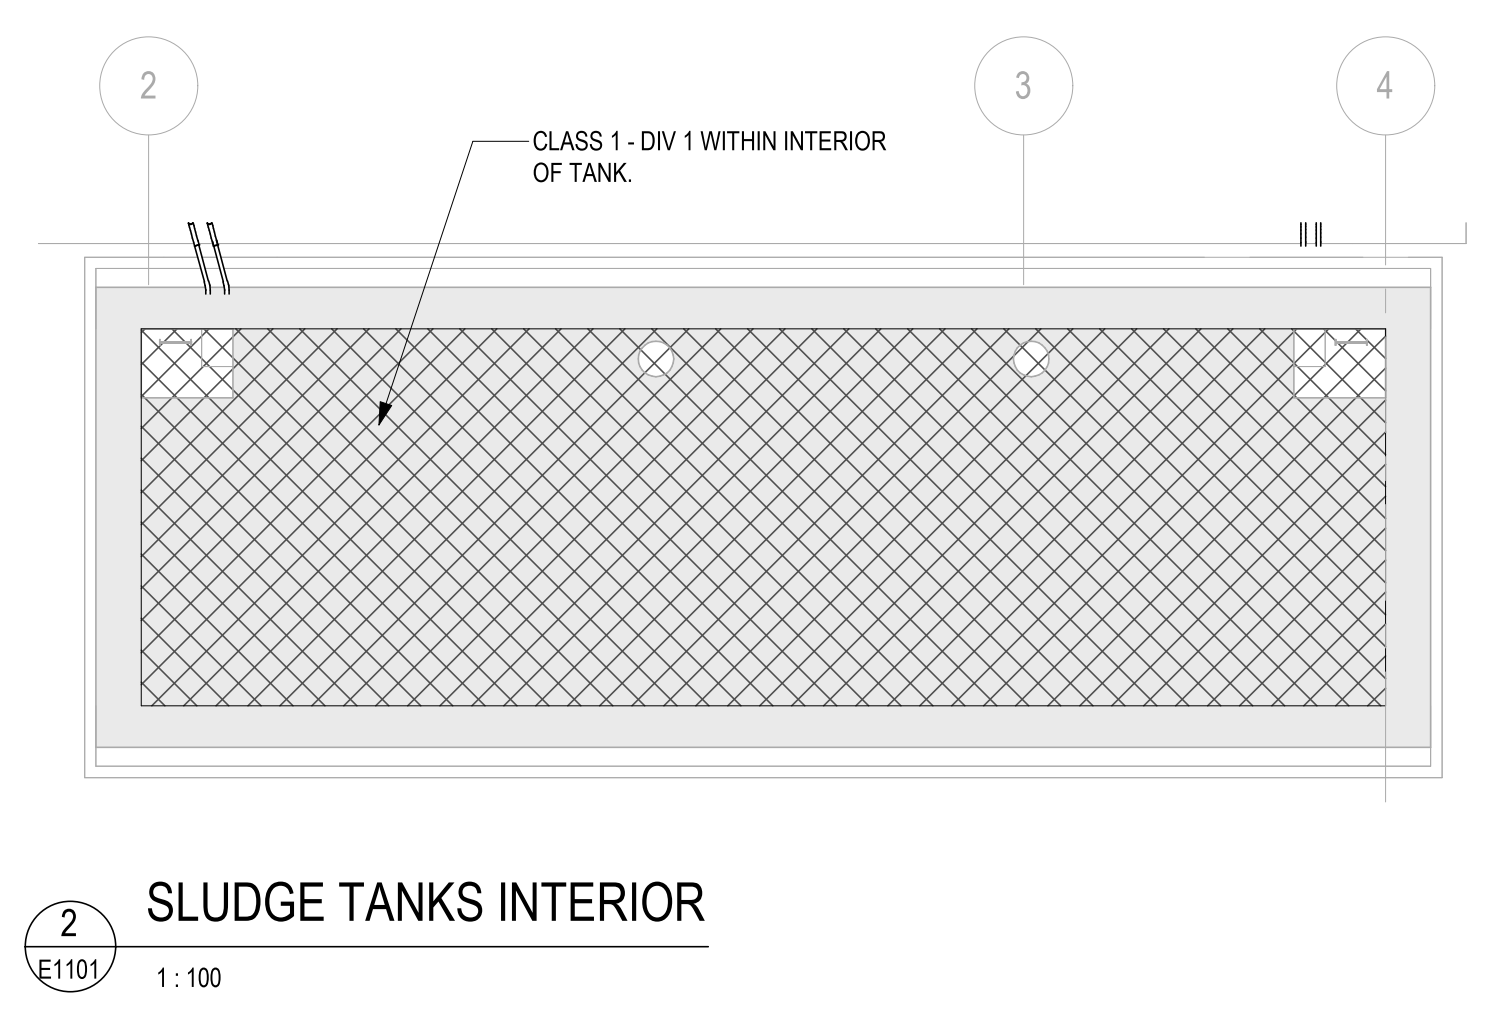 2
3
4
CLASS 1 - DIV 1 WITHIN INTERIOR
OF TANK.
SLUDGE TANKS INTERIOR
2
E1101
1 : 100